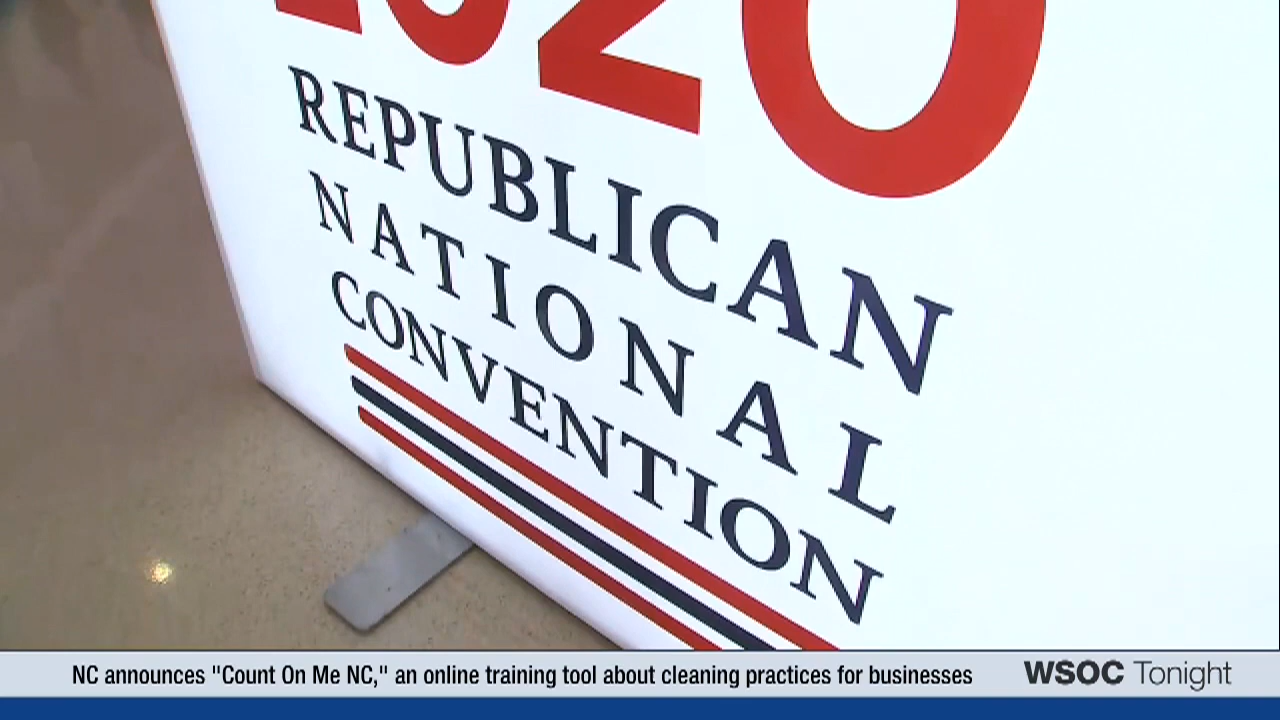 2020
REPUBLICAN
NATIONAL
CONVENTION
NC announces "Count On Me NC," an online training tool about cleaning practices for businesses
WSOC Tonight